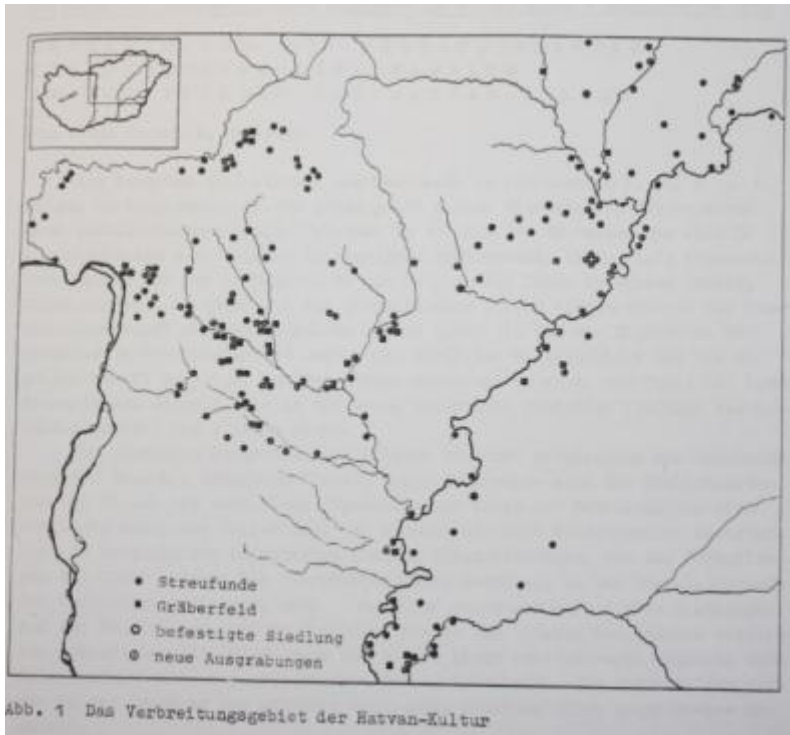 Streufunde
Gräberfeld
befestigte Siedlung
neue Ausgrabungen
Abb. 1 Das Verbreitungsgebiet der Hatvan-Kultur